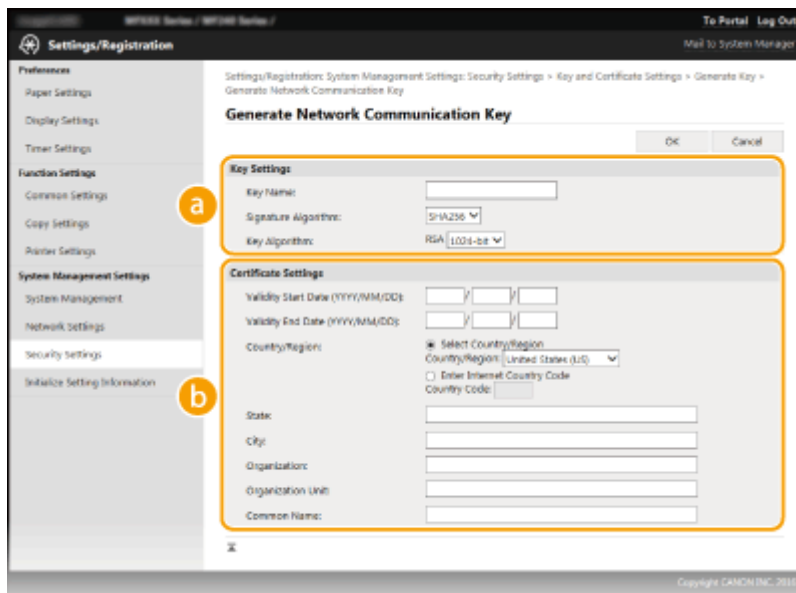 MFXXX Series / MF240 Series /
To Portal Log Out
Settings/Registration
Mail to System Manager
Preferences
Paper Settings
Display Settings
Timer Settings
Function Settings
Common Settings
Copy Settings
Printer Settings
System Management Settings
System Management
Network Settings
Security Settings
Initialize Setting Information
Settings/Registration: System Management Settings: Security Settings > Key and Certificate Settings > Generate Key >
Generate Network Communication Key
Generate Network Communication Key
OK Cancel
a
Key Settings
Key Name:
Signature Algorithm: SHA256
Key Algorithm: RSA 1024-bit
b
Certificate Settings
Validity Start Date (YYYY/MM/DD): / /
Validity End Date (YYYY/MM/DD): / /
Country/Region: Select Country/Region
Country/Region: United States (US)
Enter Internet Country Code
Country Code:
State:
City:
Organization:
Organization Unit:
Common Name:
Copyright CANON INC. 2016